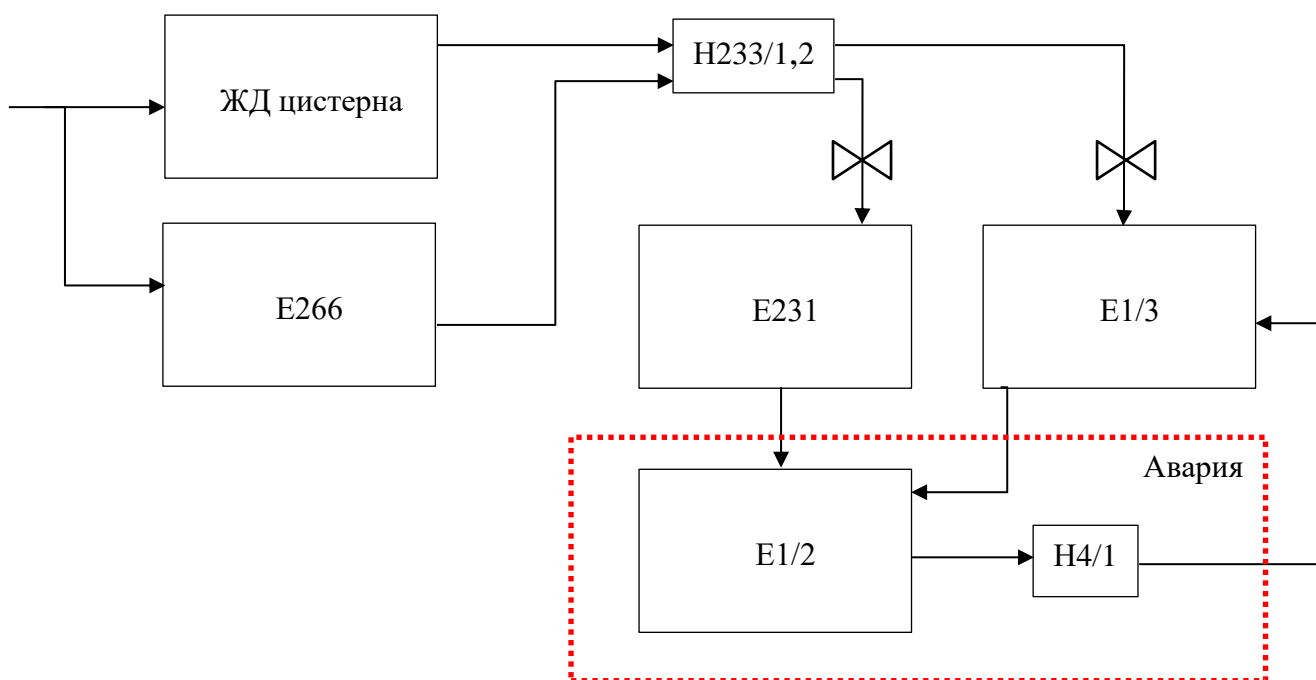 ЖД цистерна
Н233/1,2
Е266
Е231
Е1/3
Авария
Е1/2
Н4/1